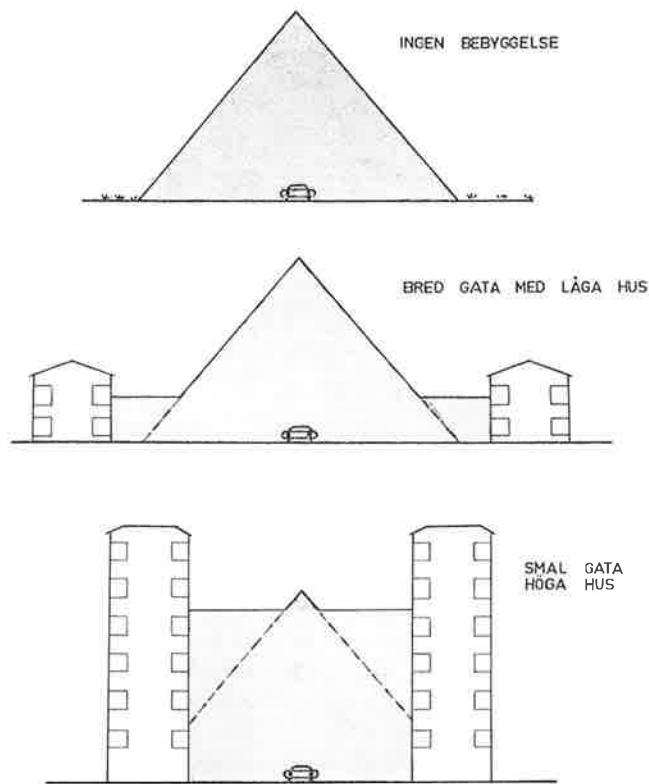 INGEN BEBYGGELSE
BRED GATA MED LÅGA HUS
SMAL GATA
HÖGA HUS